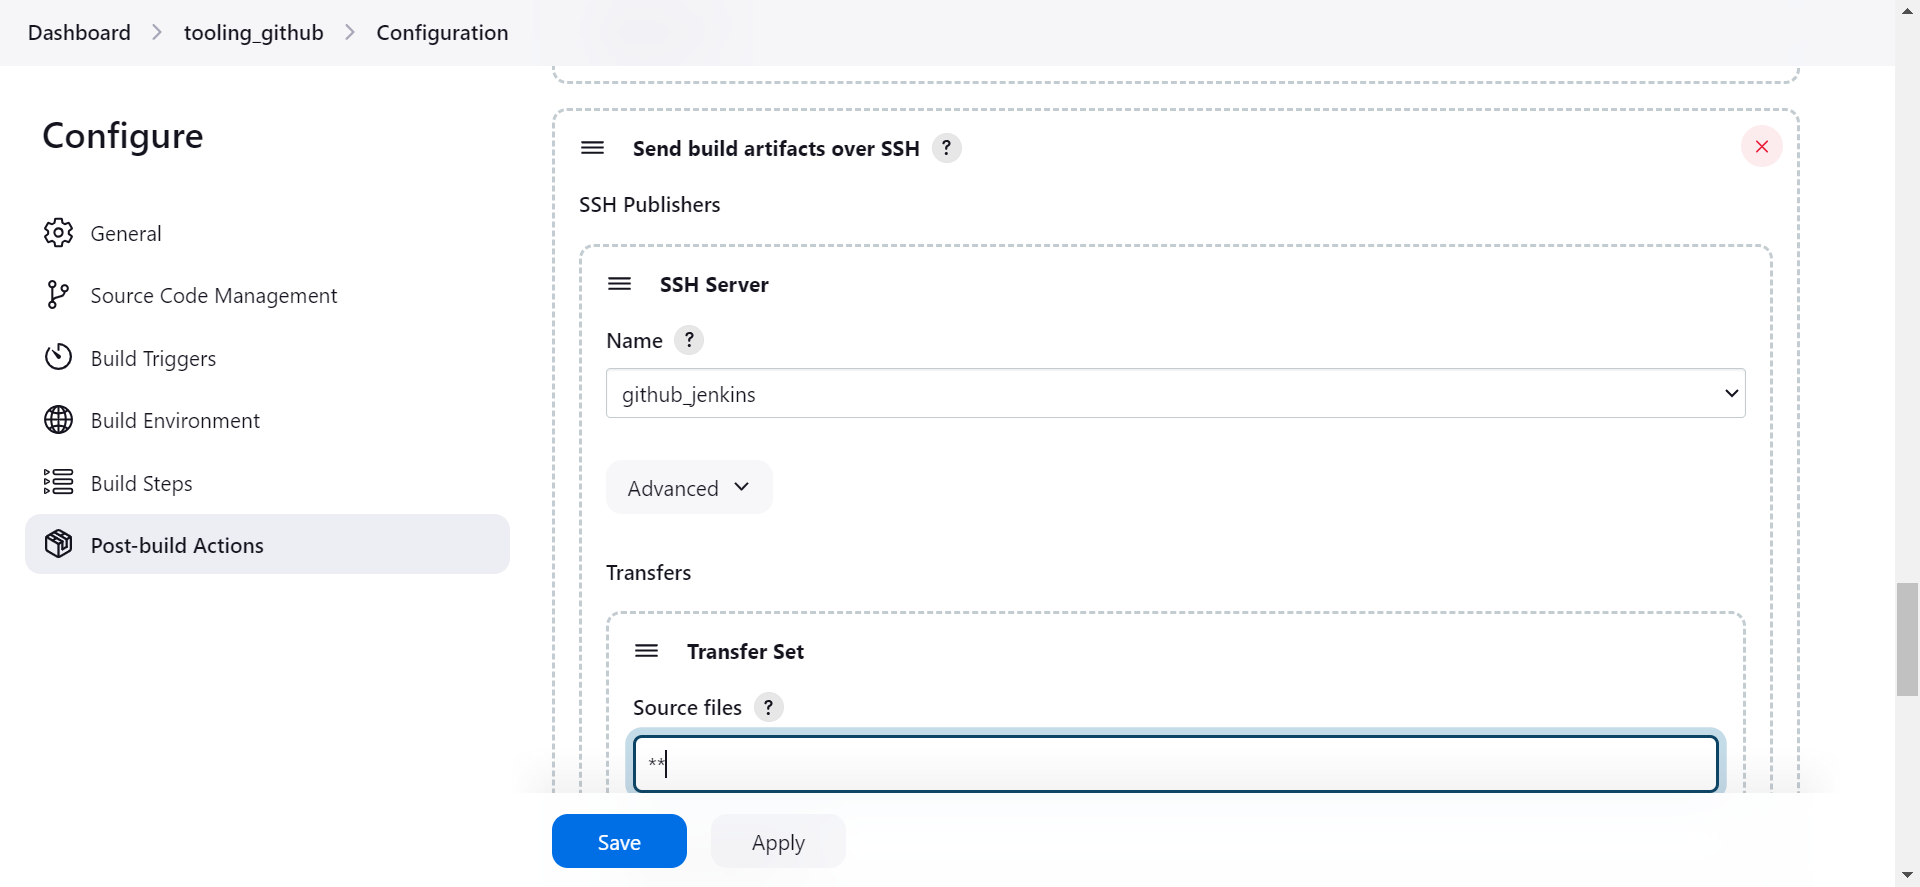 Dashboard > tooling_github > Configuration
Configure
General
Source Code Management
Build Triggers
Build Environment
Build Steps
Post-build Actions
Send build artifacts over SSH ?
SSH Publishers
SSH Server
Name ?
github_jenkins
Advanced
Transfers
Transfer Set
Source files ?
**
Save Apply